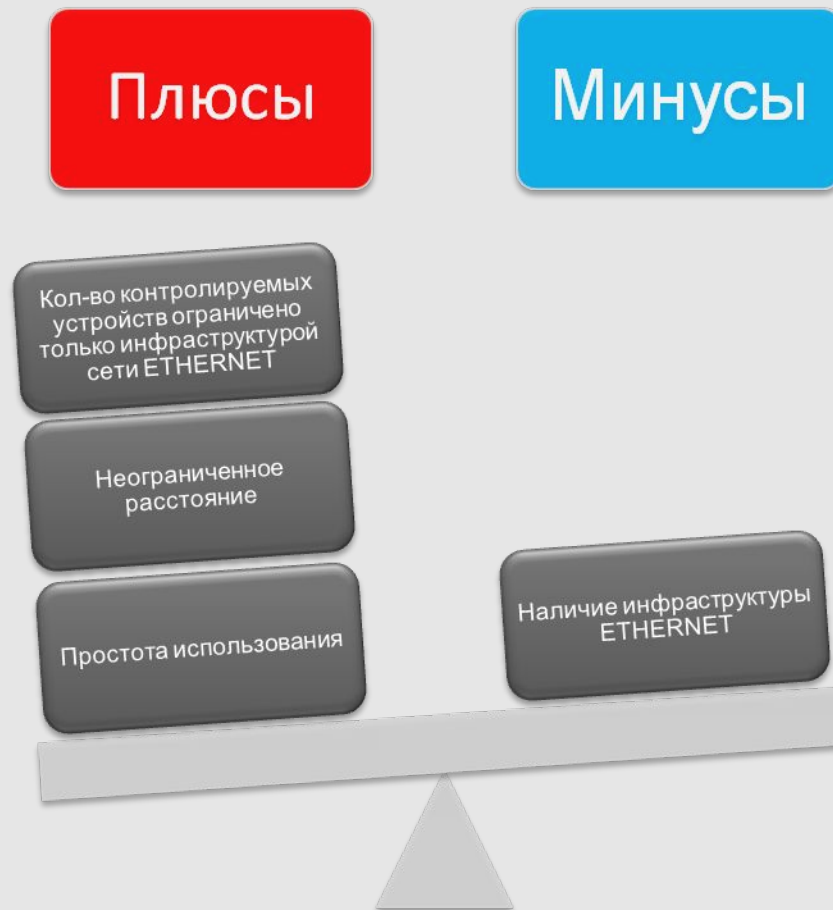 Плюсы
Минусы
Кол-во контролируемых
устройств ограничено
только инфраструктурой
сети ETHERNET
Неограниченное
расстояние
Простота использования
Наличие инфраструктуры
ETHERNET